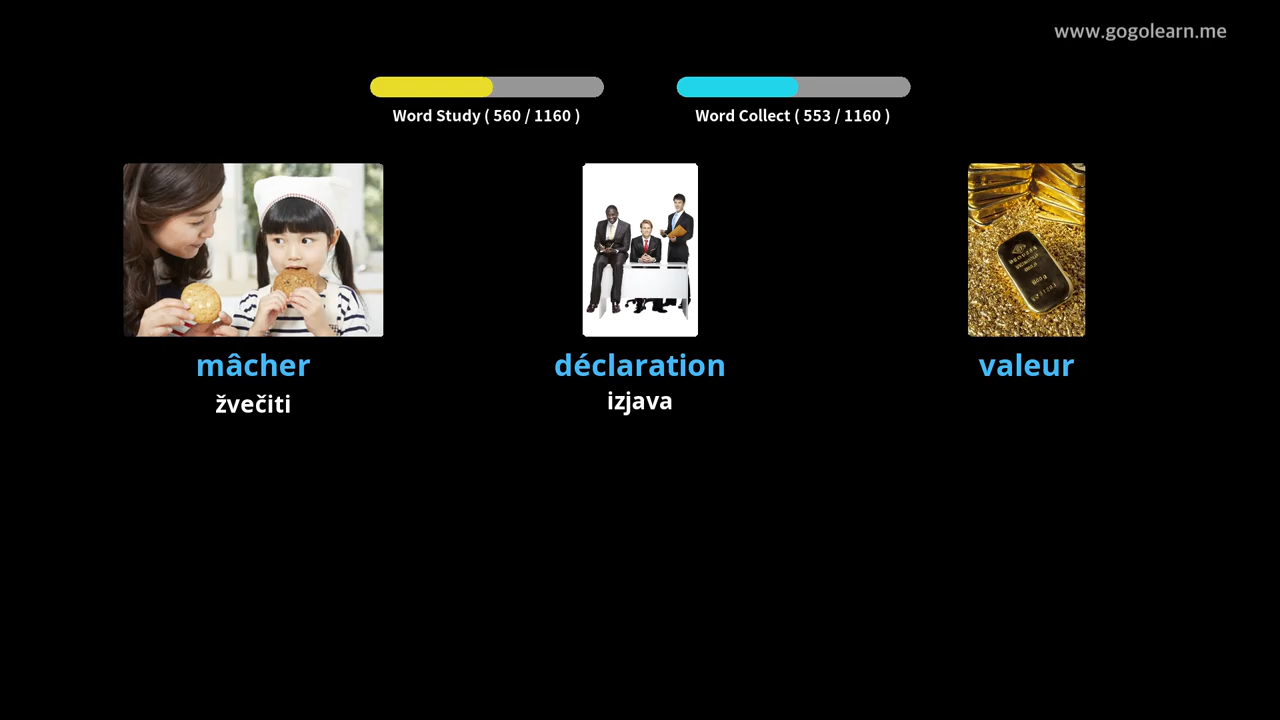 www.gogolearn.me
Word Study ( 560 / 1160 )
Word Collect ( 553 / 1160 )
mâcher
žvečiti
déclaration
izjava
valeur